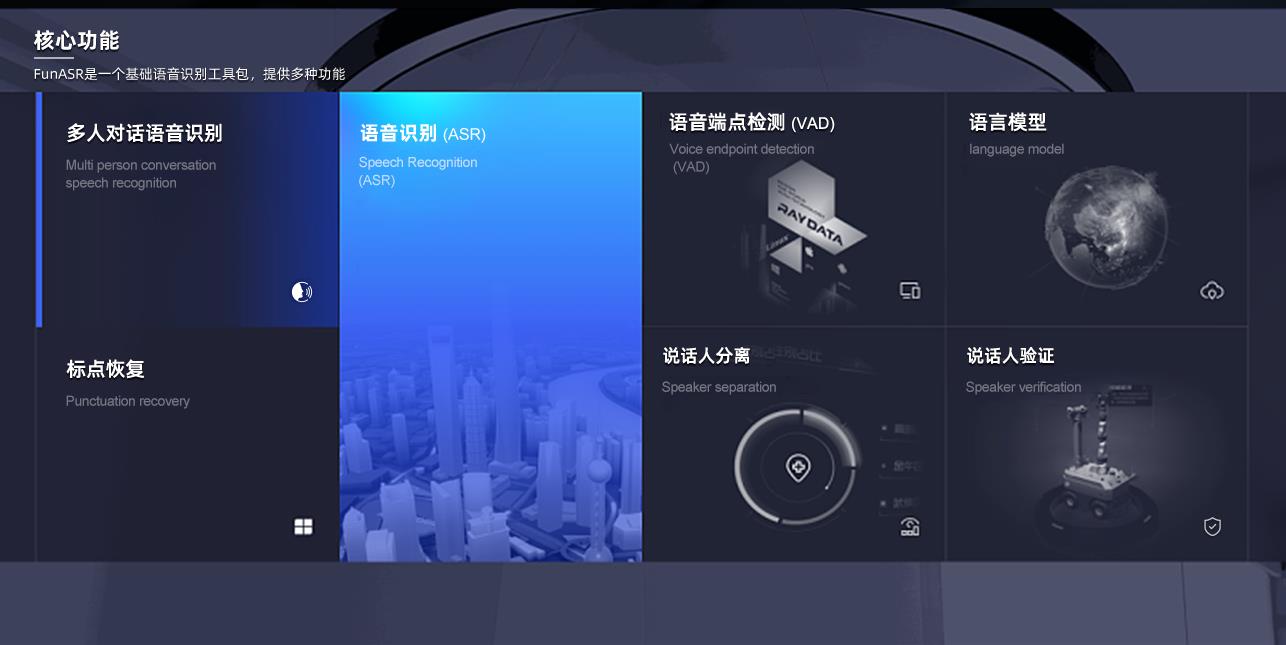 核心功能
FunASR是一个基础语音识别工具包，提供多种功能
多人对话语音识别
Multi person conversation
speech recognition
语音识别 (ASR)
Speech Recognition
(ASR)
语音端点检测 (VAD)
Voice endpoint detection
(VAD)
RAYDATA
语言模型
language model
标点恢复
Punctuation recovery
说话人分离
Speaker separation
说话人验证
Speaker verification